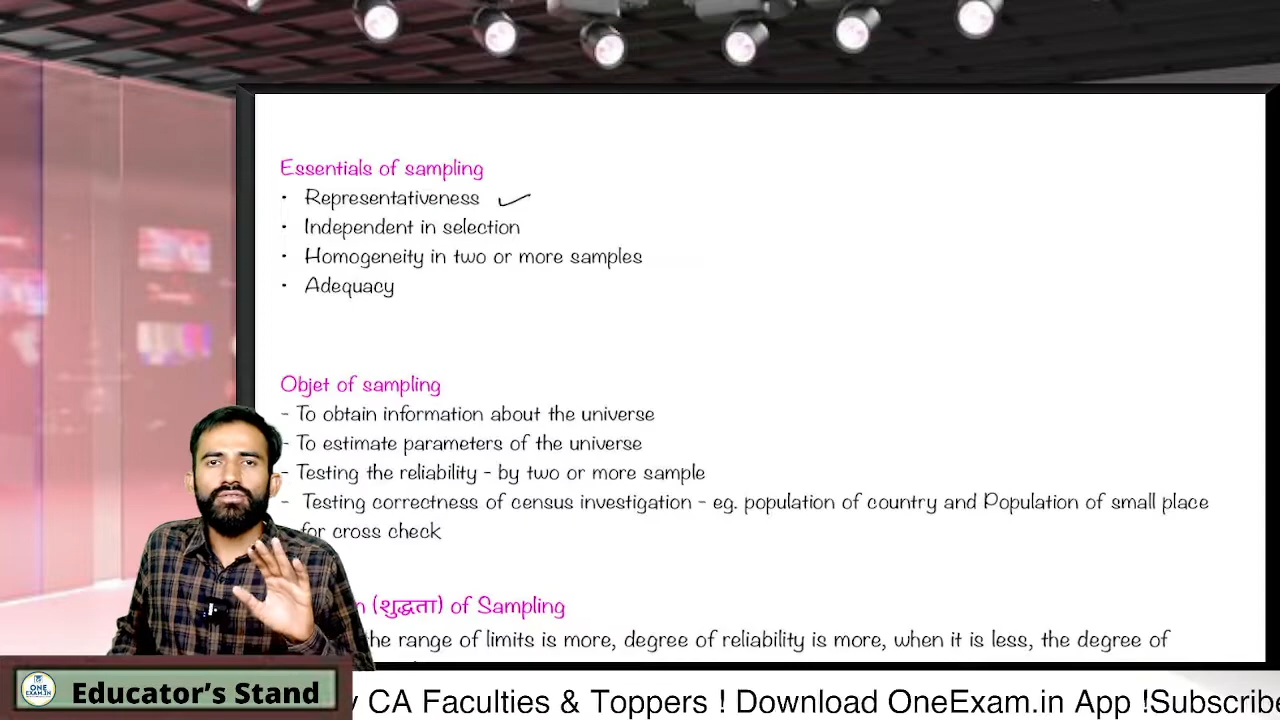 Essentials of sampling
· Representativeness
· Independent in selection
· Homogeneity in two or more samples
· Adequacy
Objet of sampling
- To obtain information about the universe
- To estimate parameters of the universe
- Testing the reliability - by two or more sample
- Testing correctness of census investigation - eg. population of country and Population of small place
for cross check
(शुद्धता) of Sampling
the range of limits is more, degree of reliability is more, when it is less, the degree of
ONE
EXAM.IN
Educator's Stand
CA Faculties & Toppers ! Download OneExam.in App !Subscribe